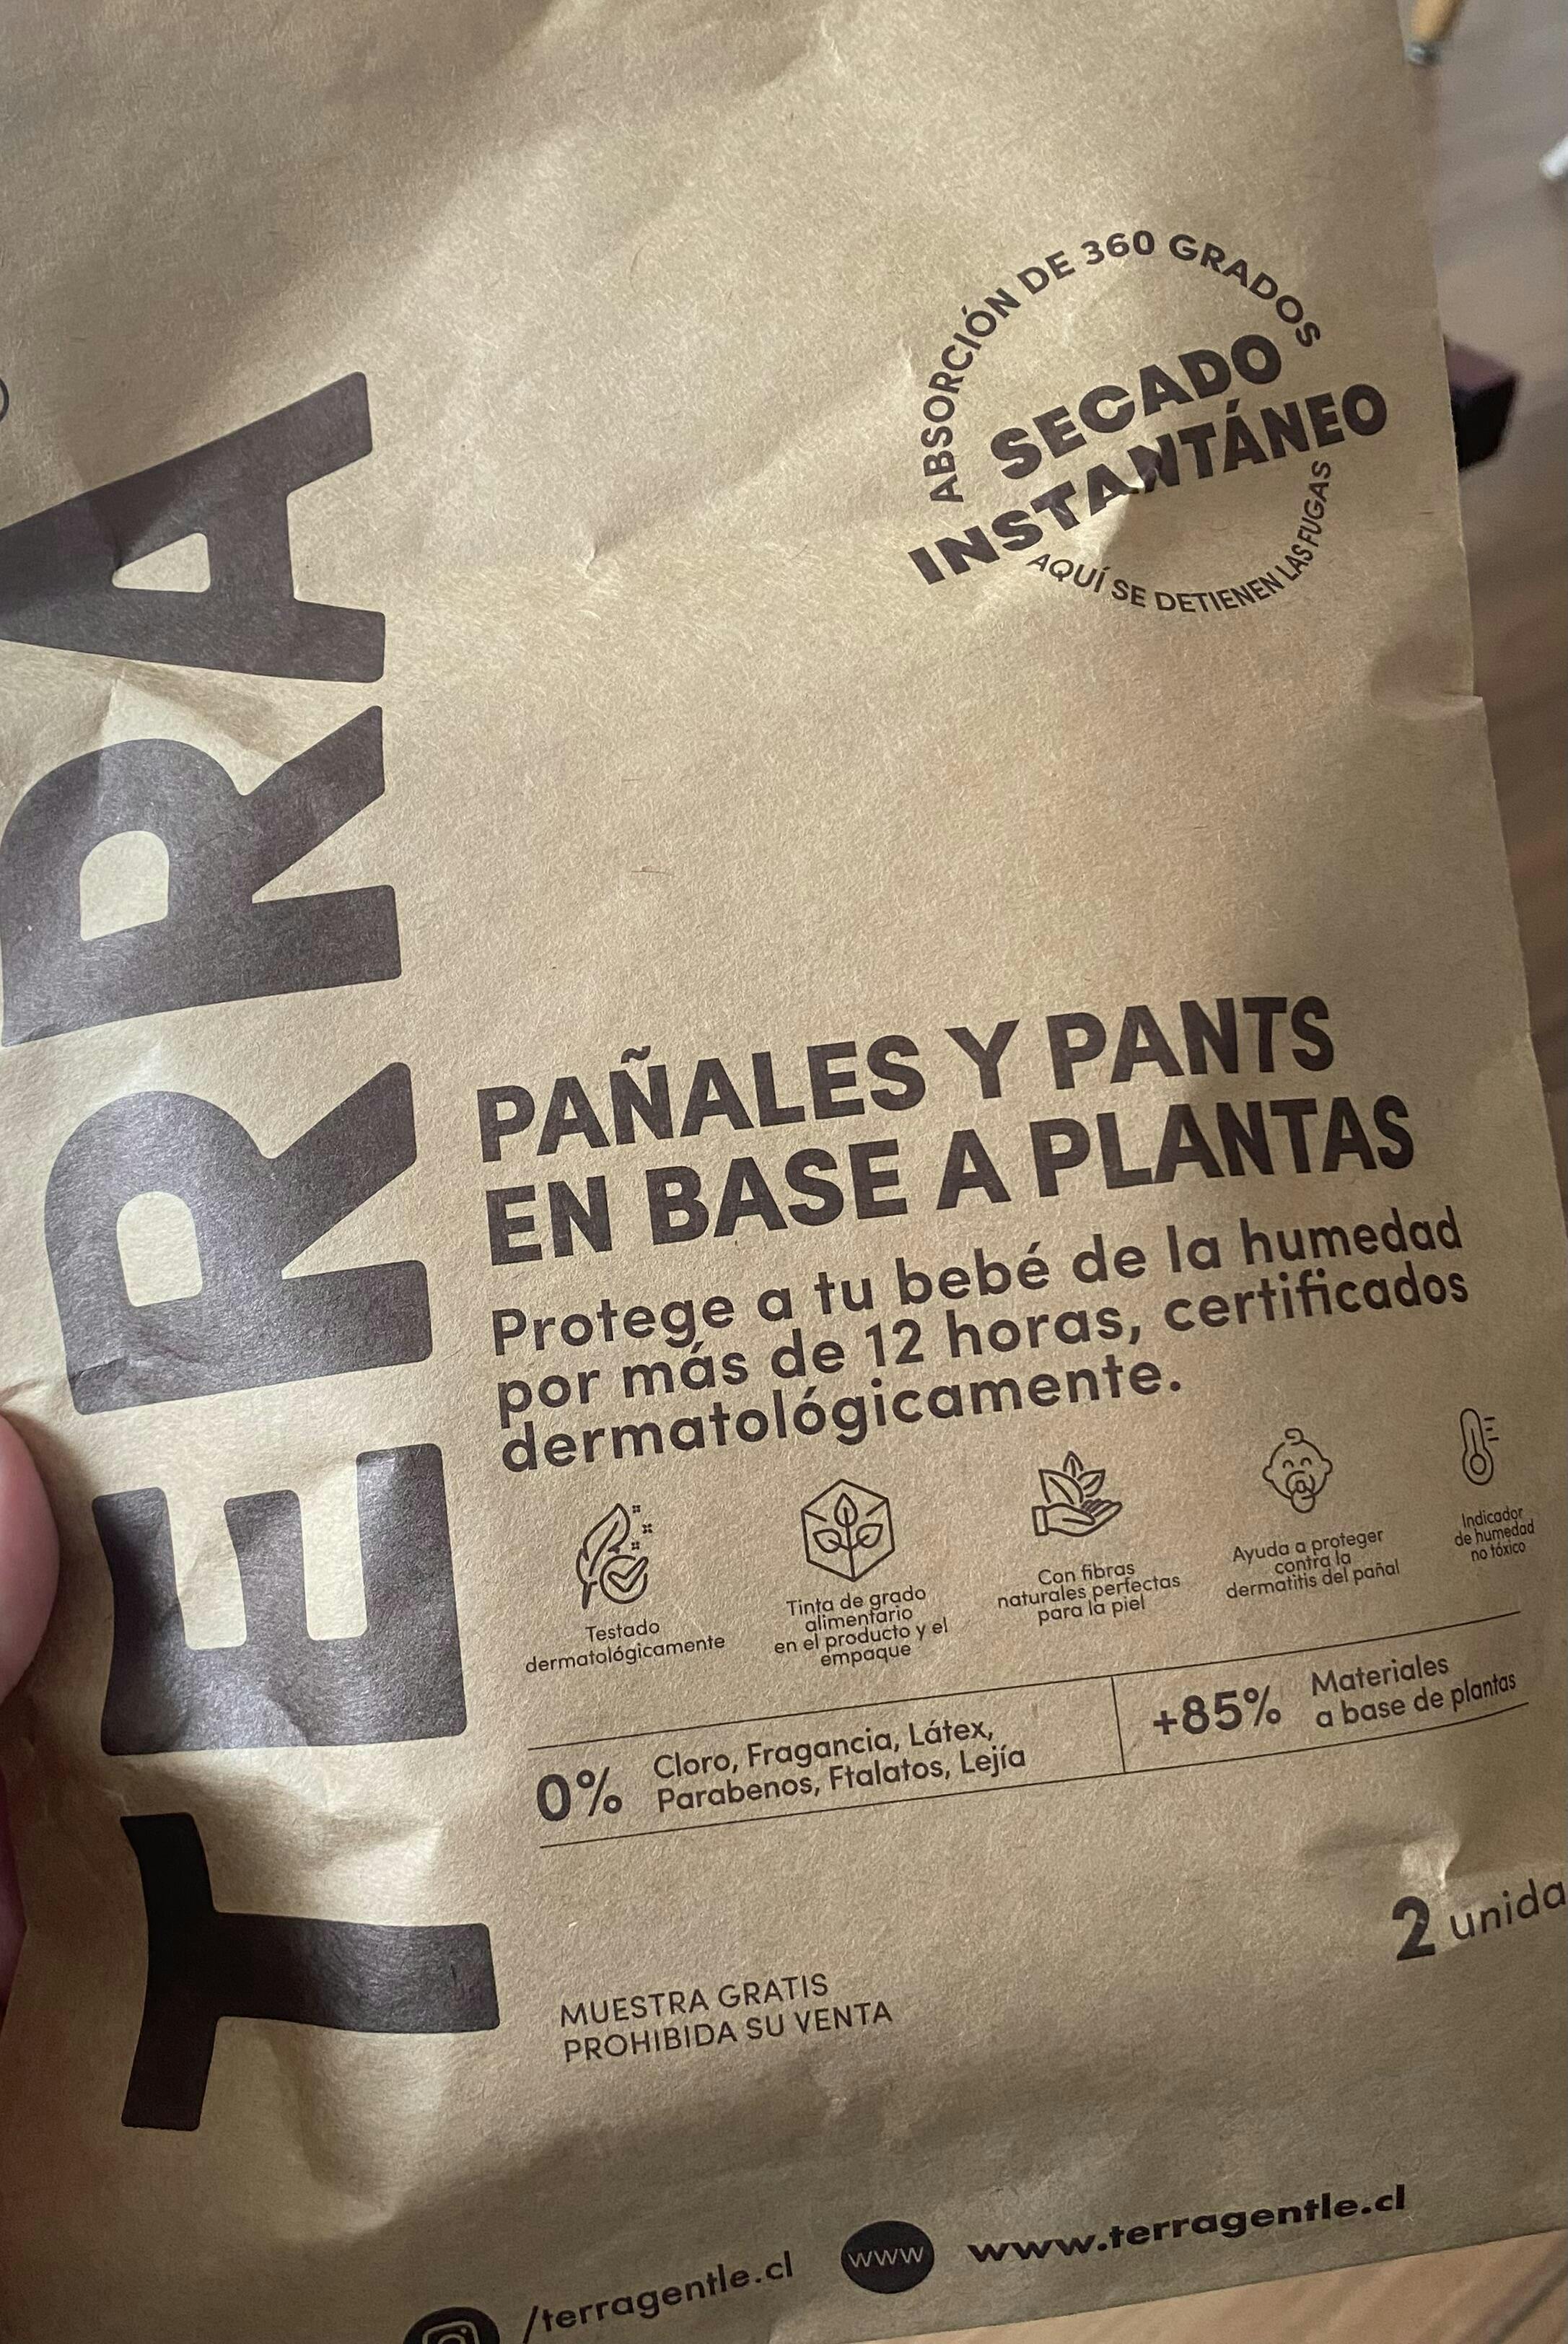 TERRA
ABSORCIÓN DE 360 GRADOS
SECADO
INSTANTÁNEO
AQUÍ SE DETIENEN LAS FUGAS
PAÑALES Y PANTS
EN BASE A PLANTAS
Protege a tu bebé de la humedad
por más de 12 horas, certificados
dermatológicamente.
Testado
dermatológicamente
Tinta de grado
alimentario
en el producto y el
empaque
Con fibras
naturales perfectas
para la piel
Ayuda a proteger
contra la
dermatitis del pañal
Indicador
de humedad
no tóxico
0%
Cloro, Fragancia, Látex,
Parabenos, Ftalatos, Lejía
+85%
Materiales
a base de plantas
2 unida
MUESTRA GRATIS
PROHIBIDA SU VENTA
/terragentle.cl
www
www.terragentle.cl